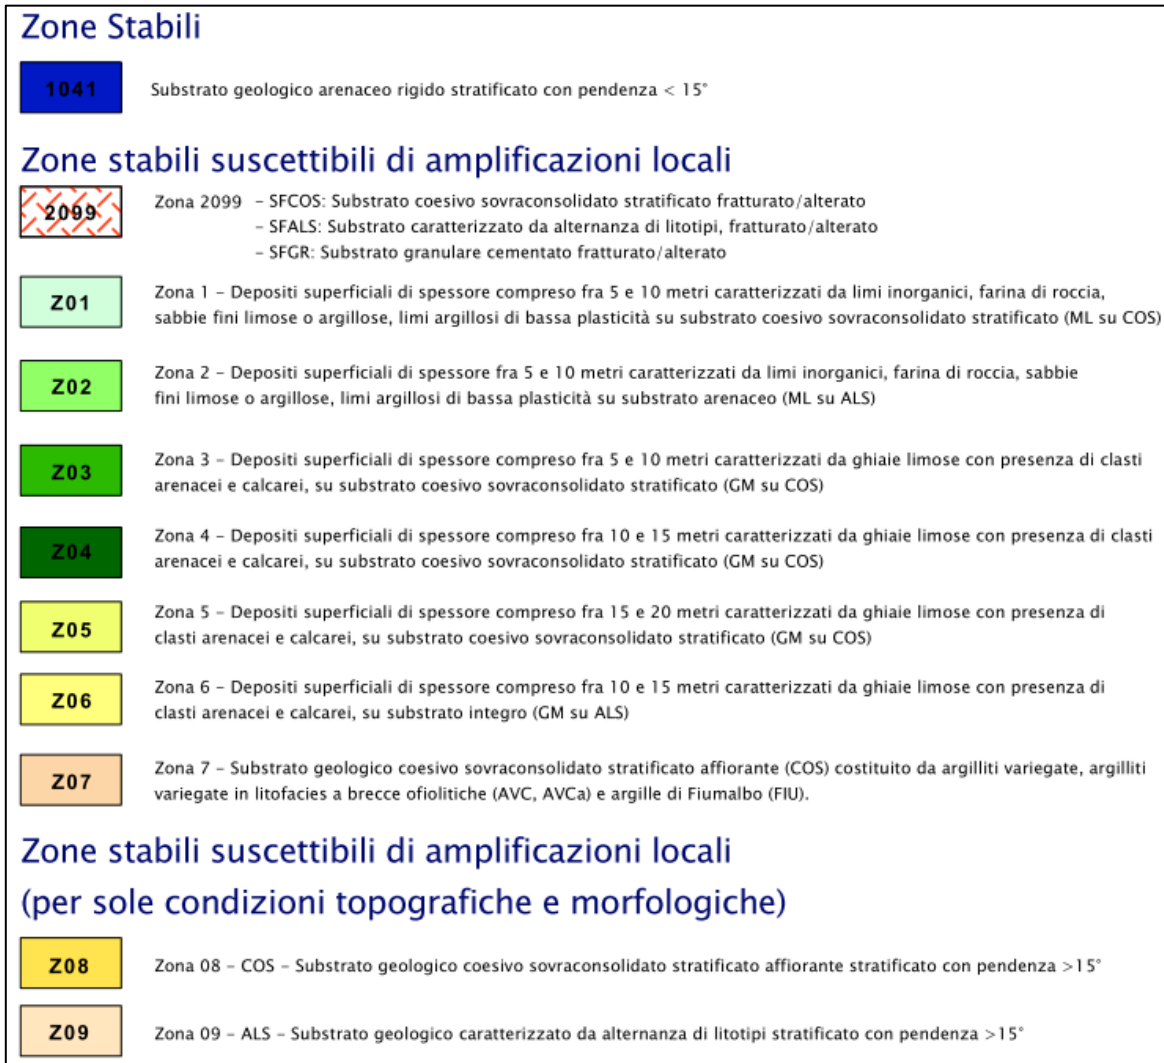 Zone Stabili
1041
Substrato geologico arenaceo rigido stratificato con pendenza < 15°
Zone stabili suscettibili di amplificazioni locali
2099
Zona 2099 – SFCOS: Substrato coesivo sovraconsolidato stratificato fratturato/alterato
– SFALS: Substrato caratterizzato da alternanza di litotipi, fratturato/alterato
– SFGR: Substrato granulare cementato fratturato/alterato
Z01
Zona 1 – Depositi superficiali di spessore compreso fra 5 e 10 metri caratterizzati da limi inorganici, farina di roccia,
sabbie fini limose o argillose, limi argillosi di bassa plasticità su substrato coesivo sovraconsolidato stratificato (ML su COS)
Z02
Zona 2 – Depositi superficiali di spessore fra 5 e 10 metri caratterizzati da limi inorganici, farina di roccia, sabbie
fini limose o argillose, limi argillosi di bassa plasticità su substrato arenaceo (ML su ALS)
Z03
Zona 3 – Depositi superficiali di spessore compreso fra 5 e 10 metri caratterizzati da ghiaie limose con presenza di clasti
arenacei e calcarei, su substrato coesivo sovraconsolidato stratificato (GM su COS)
Z04
Zona 4 – Depositi superficiali di spessore compreso fra 10 e 15 metri caratterizzati da ghiaie limose con presenza di clasti
arenacei e calcarei, su substrato coesivo sovraconsolidato stratificato (GM su COS)
Z05
Zona 5 – Depositi superficiali di spessore compreso fra 15 e 20 metri caratterizzati da ghiaie limose con presenza di
clasti arenacei e calcarei, su substrato coesivo sovraconsolidato stratificato (GM su COS)
Z06
Zona 6 – Depositi superficiali di spessore compreso fra 10 e 15 metri caratterizzati da ghiaie limose con presenza di
clasti arenacei e calcarei, su substrato integro (GM su ALS)
Z07
Zona 7 – Substrato geologico coesivo sovraconsolidato stratificato affiorante (COS) costituito da argilliti variegate, argilliti
variegate in litofacies a brecce ofiolitiche (AVC, AVCa) e argille di Fiumalbo (FIU).
Zone stabili suscettibili di amplificazioni locali
(per sole condizioni topografiche e morfologiche)
Z08
Zona 08 – COS – Substrato geologico coesivo sovraconsolidato stratificato affiorante stratificato con pendenza >15°
Z09
Zona 09 – ALS – Substrato geologico caratterizzato da alternanza di litotipi stratificato con pendenza >15°